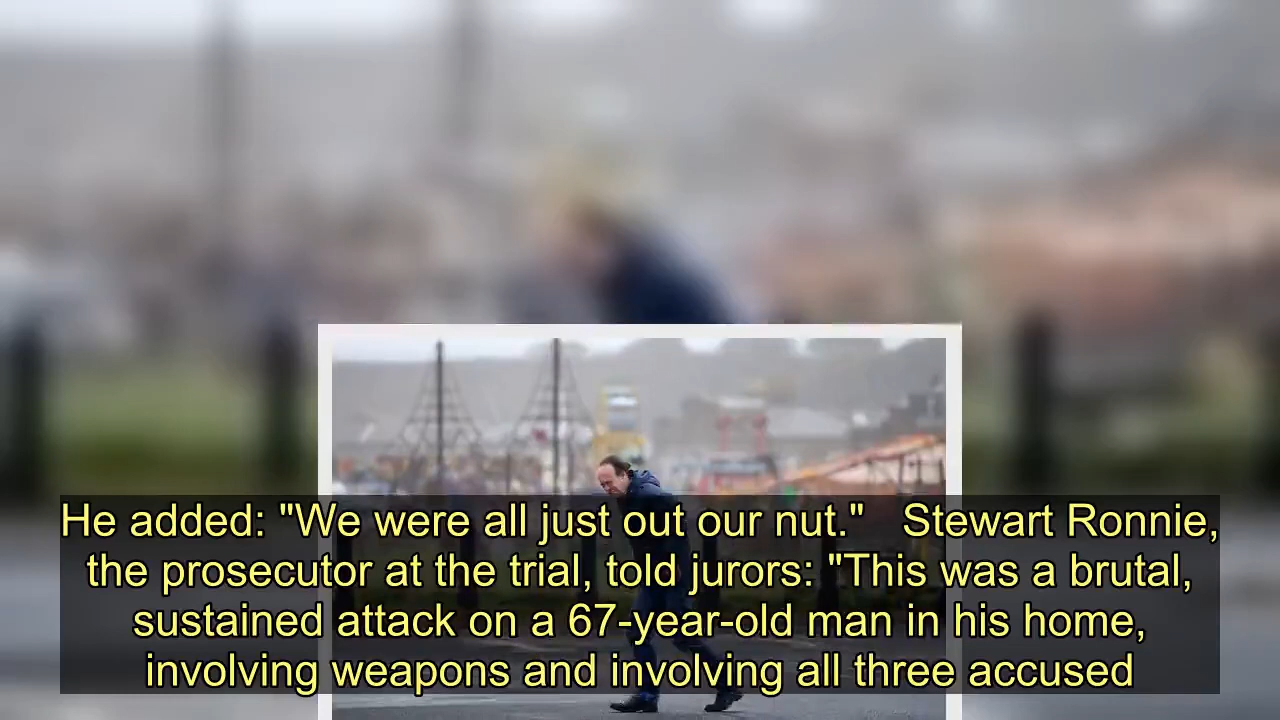 He added: "We were all just out our nut."   Stewart Ronnie,
the prosecutor at the trial, told jurors: "This was a brutal,
sustained attack on a 67-year-old man in his home,
involving weapons and involving all three accused